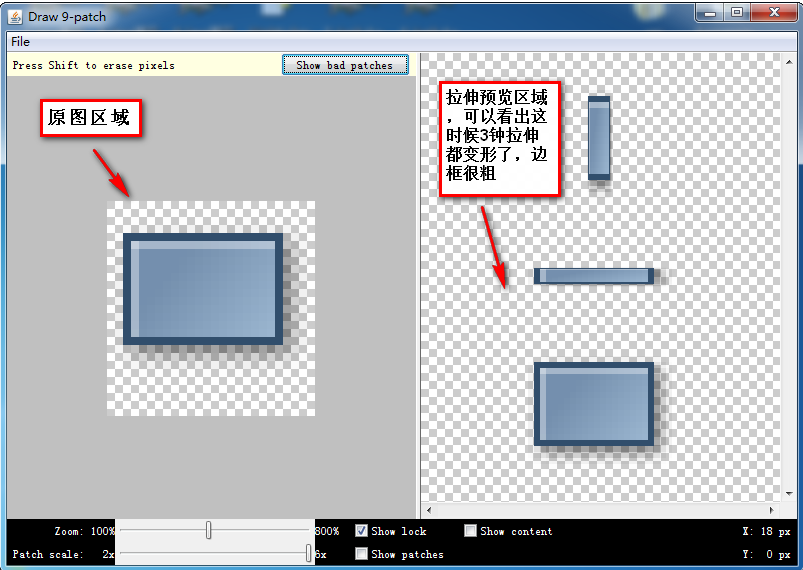 Draw 9-patch
File
Press Shift to erase pixels
Show bad patches
原图区域
拉伸预览区域
，可以看出这
时候3钟拉伸
都变形了，边
框很粗
Zoom: 100%
800%
Show lock
Show content
X: 18 px
Patch scale: 2x
6x
Show patches
Y: 0 px